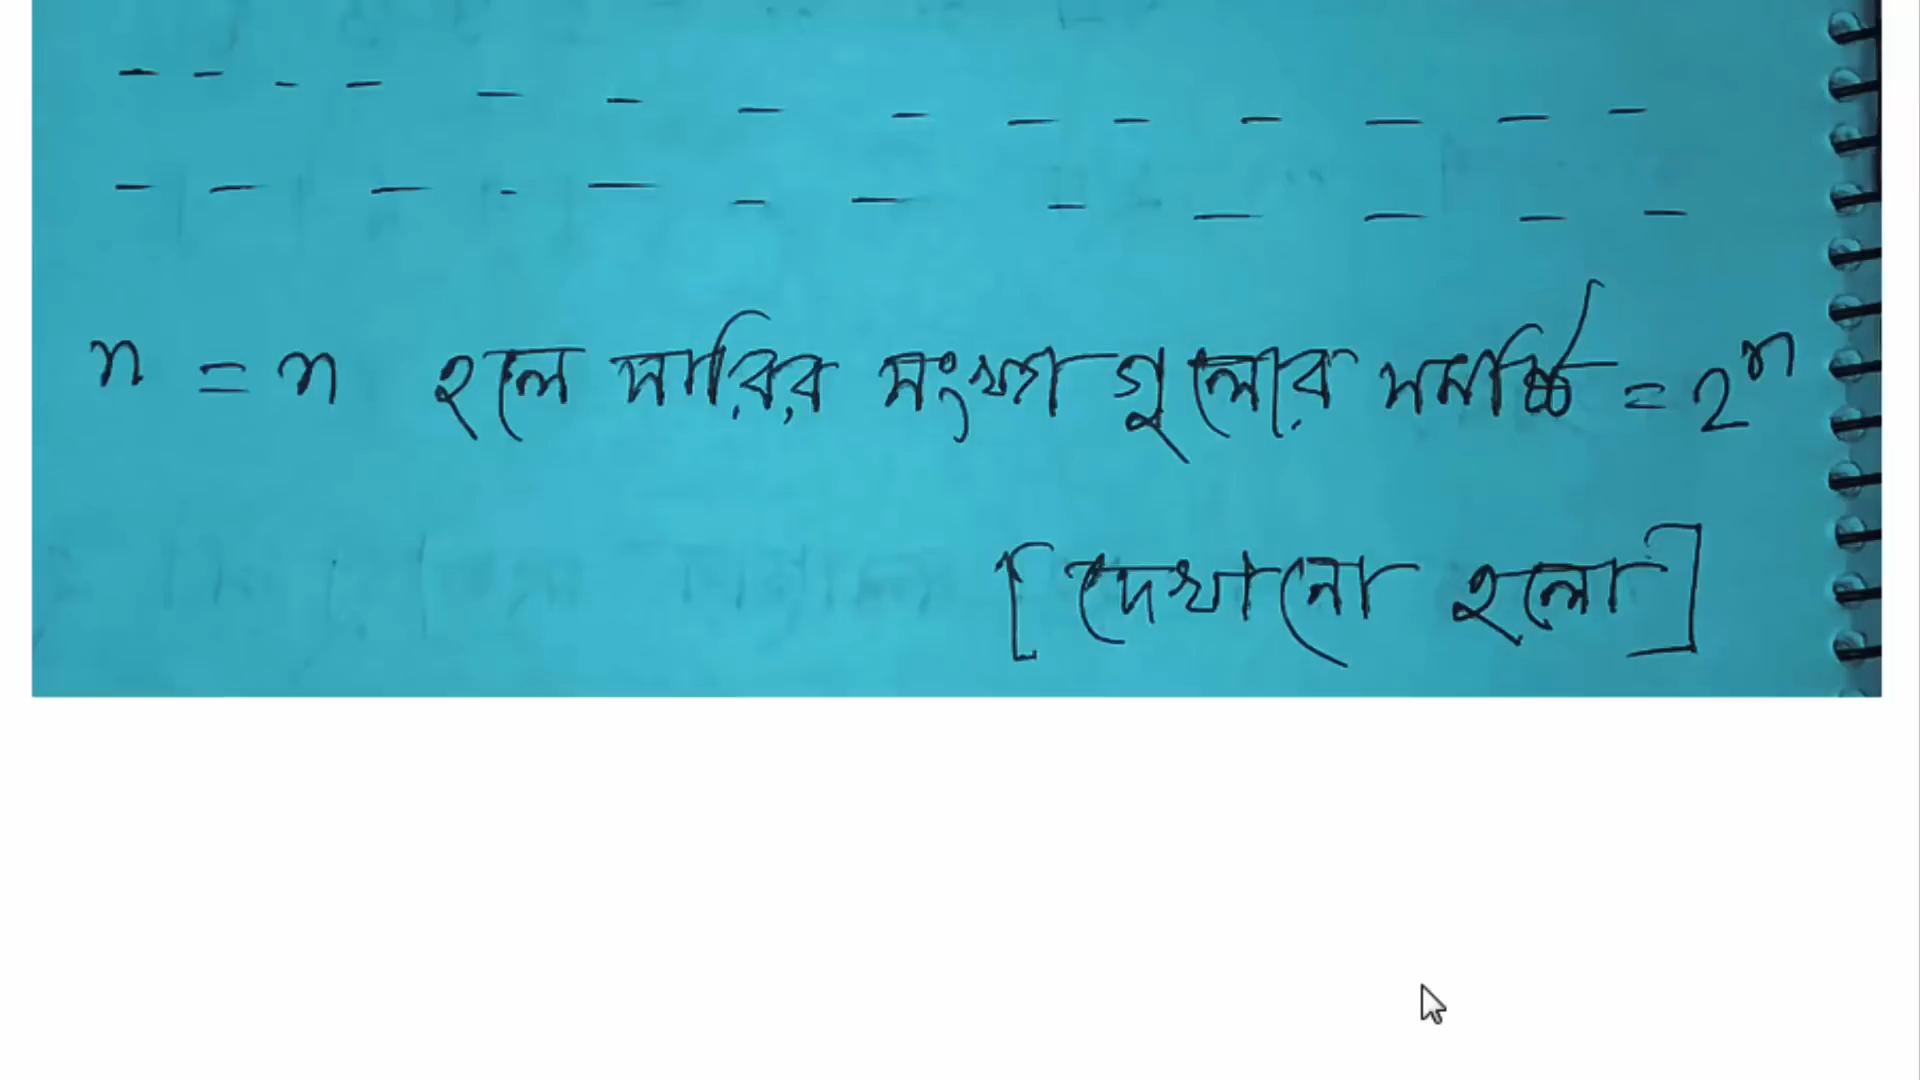 n = n হলে সারির সংখ্যা গুলোর সমষ্টি = 2ⁿ
[দেখানো হলো]